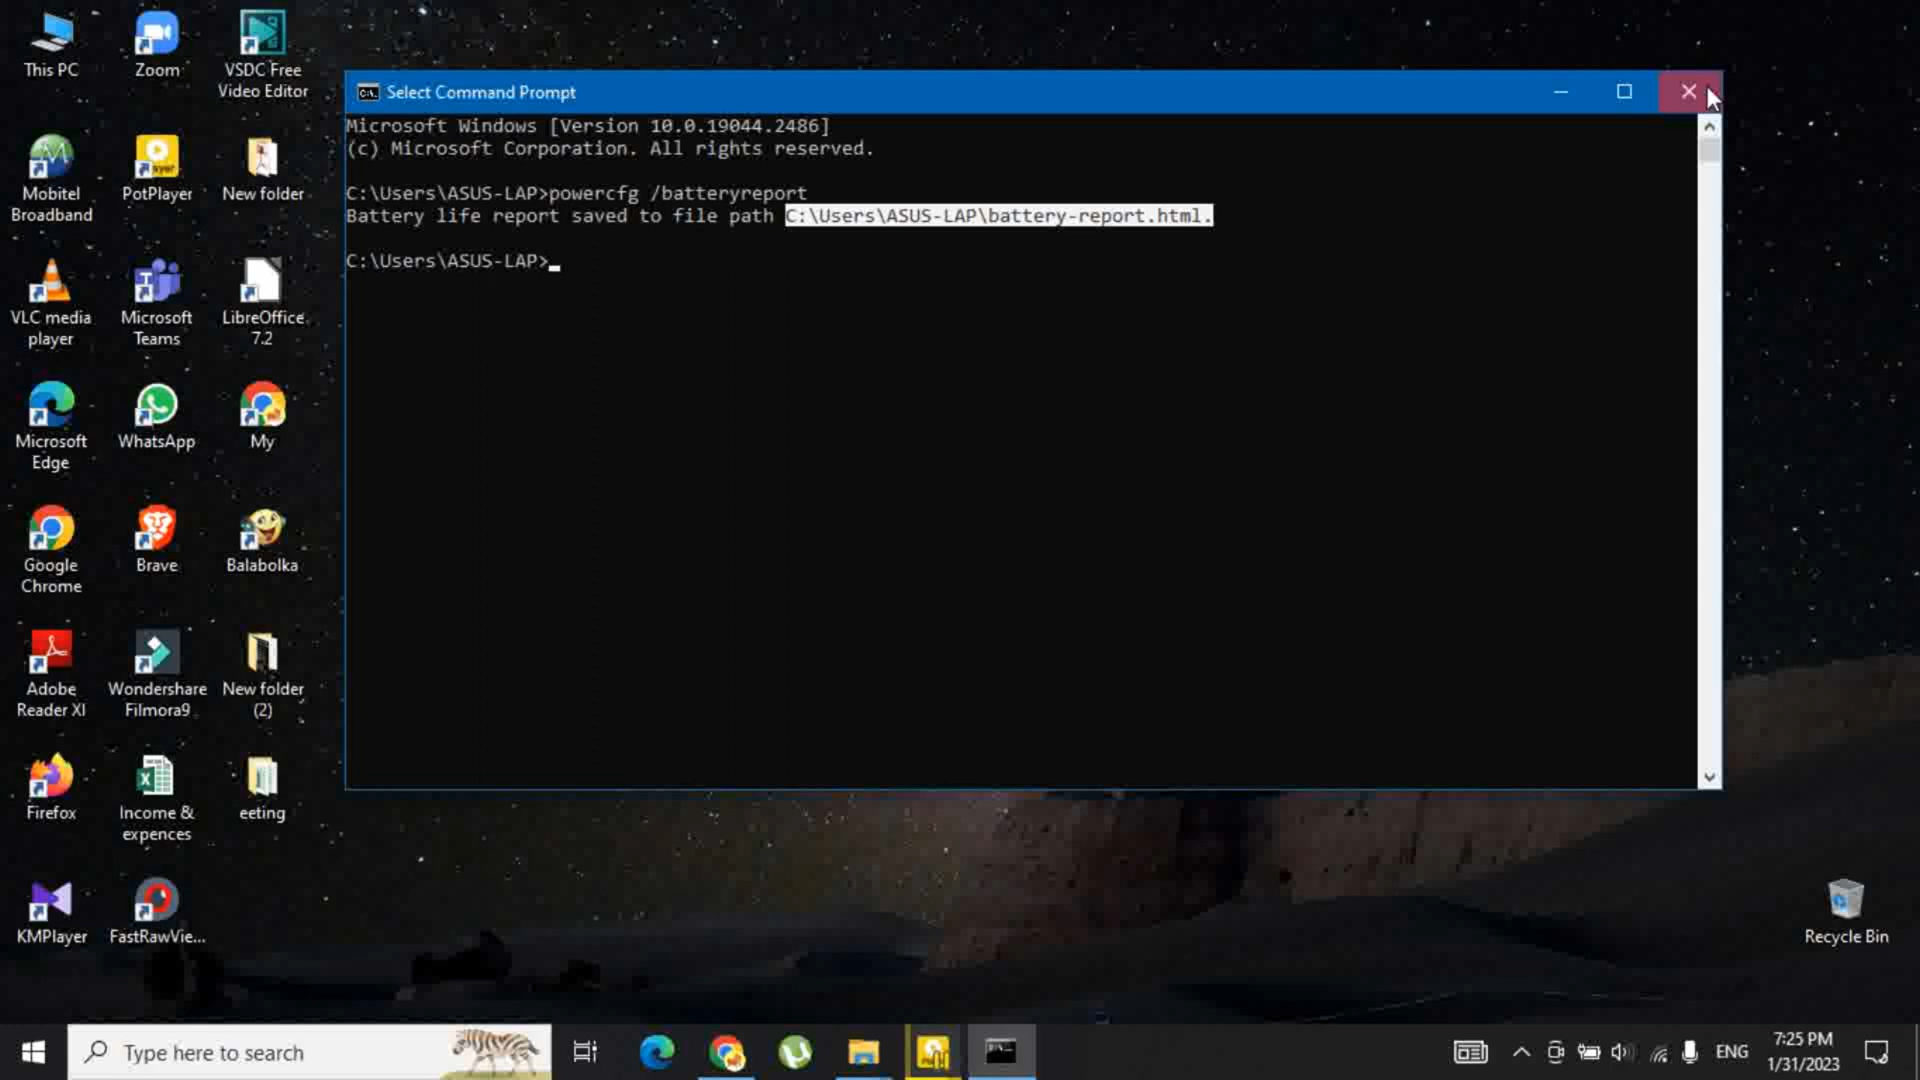 This PC
Zoom
VSDC Free
Video Editor
Mobitel
Broadband
PotPlayer
New folder
VLC media
player
Microsoft
Teams
LibreOffice
7.2
Microsoft
Edge
WhatsApp
My
Google
Chrome
Brave
Balabolka
Adobe
Reader XI
Wondershare
Filmora9
New folder
(2)
Firefox
Income &
expences
eeting
KMPlayer
FastRawVie...
Select Command Prompt
Microsoft Windows [Version 10.0.19044.2486]
(c) Microsoft Corporation. All rights reserved.
C:\Users\ASUS-LAP>powercfg /batteryreport
Battery life report saved to file path C:\Users\ASUS-LAP\battery-report.html.
C:\Users\ASUS-LAP>
Recycle Bin
Type here to search
ENG
7:25 PM
1/31/2023